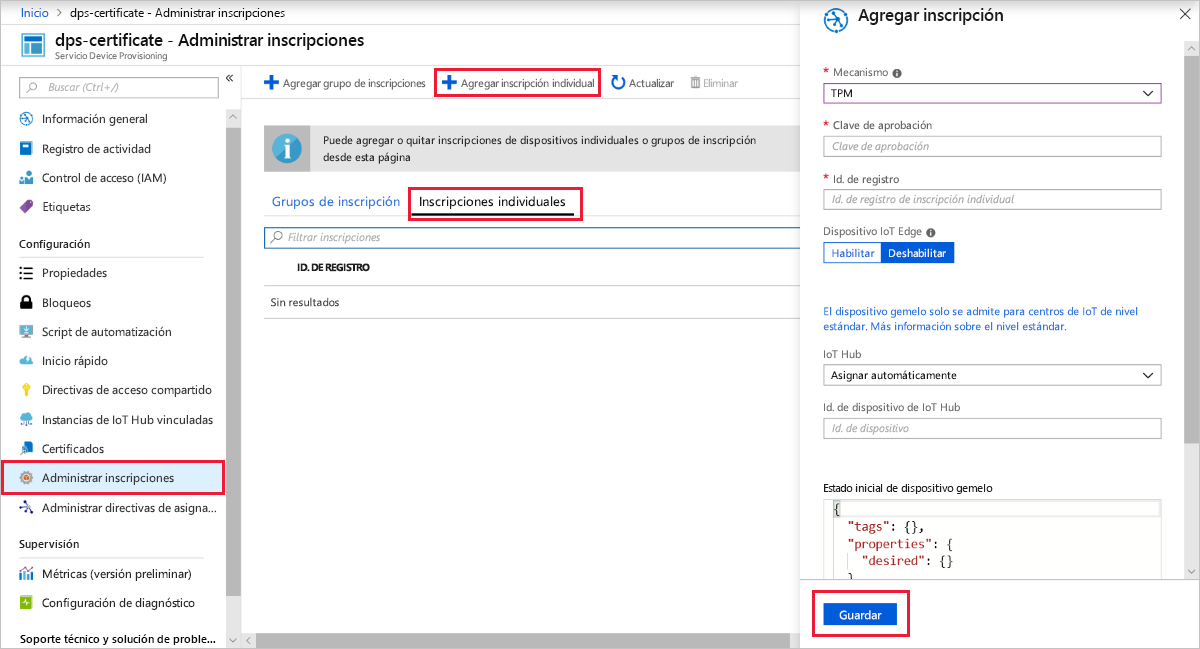 Inicio > dps-certificate - Administrar inscripciones
dps-certificate - Administrar inscripciones
Servicio Device Provisioning
Buscar (Ctrl+/)
«
Información general
Registro de actividad
Control de acceso (IAM)
Etiquetas
Configuración
Propiedades
Bloqueos
Script de automatización
Inicio rápido
Directivas de acceso compartido
Instancias de IoT Hub vinculadas
Certificados
Administrar inscripciones
Administrar directivas de asigna...
Supervisión
Métricas (versión preliminar)
Configuración de diagnóstico
Soporte técnico y solución de proble...
Agregar grupo de inscripciones
Agregar inscripción individual
Actualizar
Eliminar
Puede agregar o quitar inscripciones de dispositivos individuales o grupos de inscripción
desde esta página
Grupos de inscripción
Inscripciones individuales
Filtrar inscripciones
ID. DE REGISTRO
Sin resultados
Agregar inscripción
* Mecanismo
TPM
* Clave de aprobación
Clave de aprobación
* Id. de registro
Id. de registro de inscripción individual
Dispositivo IoT Edge
Habilitar Deshabilitar
El dispositivo gemelo solo se admite para centros de IoT de nivel
estándar. Más información sobre el nivel estándar.
IoT Hub
Asignar automáticamente
Id. de dispositivo de IoT Hub
Id. de dispositivo
Estado inicial de dispositivo gemelo
{
"tags": {},
"properties": {
"desired": {}
}
Guardar